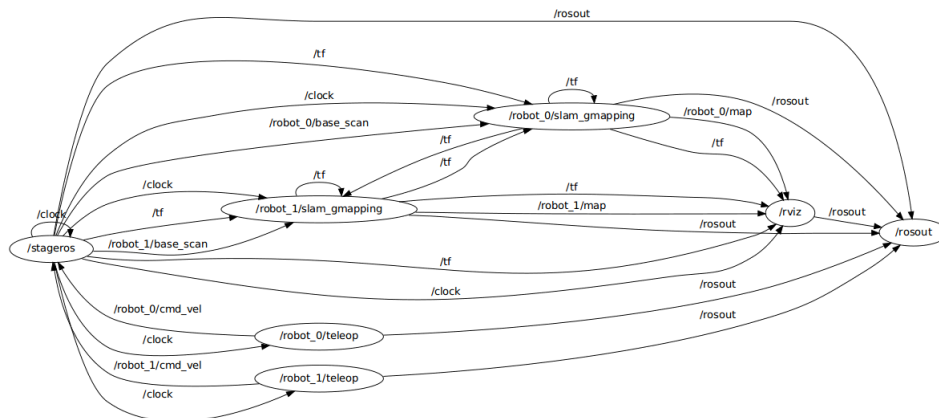 /rosout
/tf
/tf
/clock
/robot_0/slam_gmapping
/rosout
/robot_0/map
/robot_0/base_scan
/tf
/tf
/tf
/clock
/tf
/tf
/robot_1/slam_gmapping
/robot_1/map
/rviz
/rosout
/clock
/tf
/rosout
/rosout
/stageros
/robot_1/base_scan
/tf
/clock
/rosout
/robot_0/cmd_vel
/rosout
/robot_0/teleop
/clock
/robot_1/cmd_vel
/robot_1/teleop
/clock